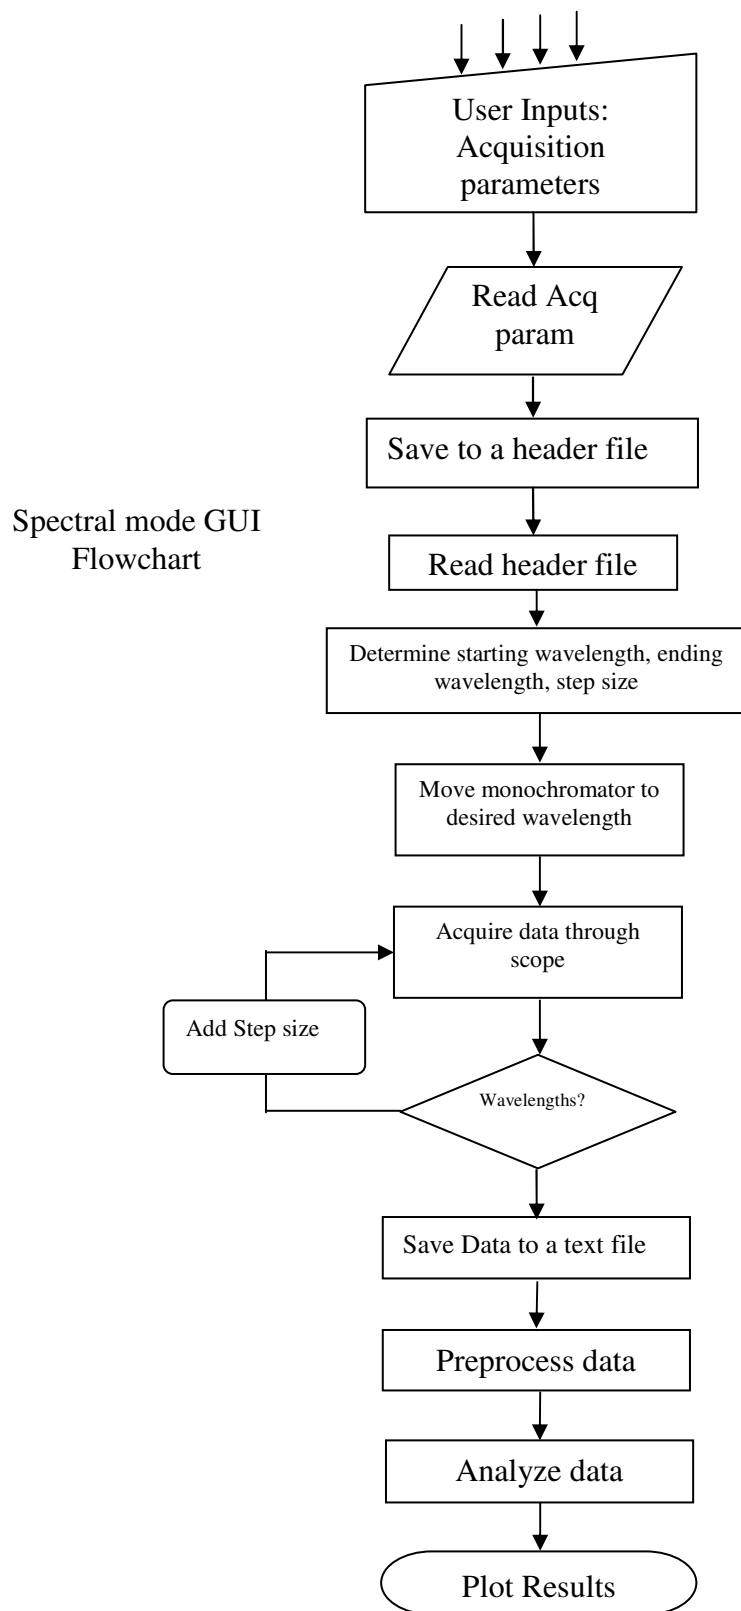 User Inputs:
Acquisition
parameters
Read Acq
param
Save to a header file
Spectral mode GUI
Flowchart
Read header file
Determine starting wavelength, ending
wavelength, step size
Move monochromator to
desired wavelength
Acquire data through
scope
Add Step size
Wavelengths?
Save Data to a text file
Preprocess data
Analyze data
Plot Results